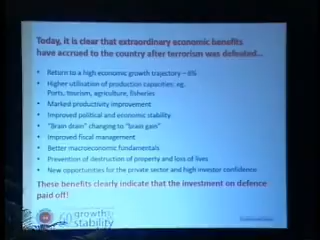 Today, it is clear that extraordinary economic benefits
have accrued to the country after terrorism was defeated...
• Return to a high economic growth trajectory – 8%
• Higher utilisation of production capacities: eg.
Ports, tourism, agriculture, fisheries
• Marked productivity improvement
• Improved political and economic stability
• "Brain drain" changing to "brain gain"
• Improved fiscal management
• Better macroeconomic fundamentals
• Prevention of destruction of property and loss of lives
• New opportunities for the private sector and high investor confidence
These benefits clearly indicate that the investment on defence
paid off!
60
growth
stability